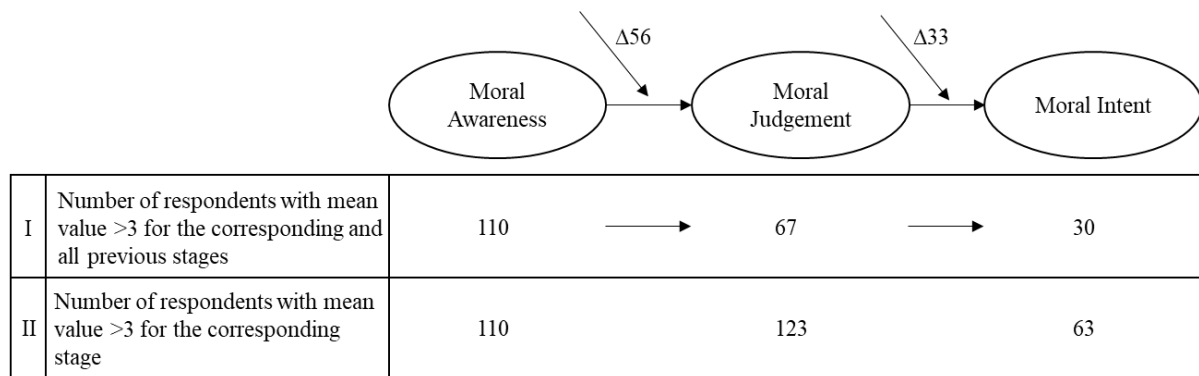 Δ56
Δ33
Moral
Awareness
Moral
Judgement
Moral Intent
I
Number of respondents with mean
value >3 for the corresponding and
all previous stages
110
67
30
II
Number of respondents with mean
value >3 for the corresponding
stage
110
123
63